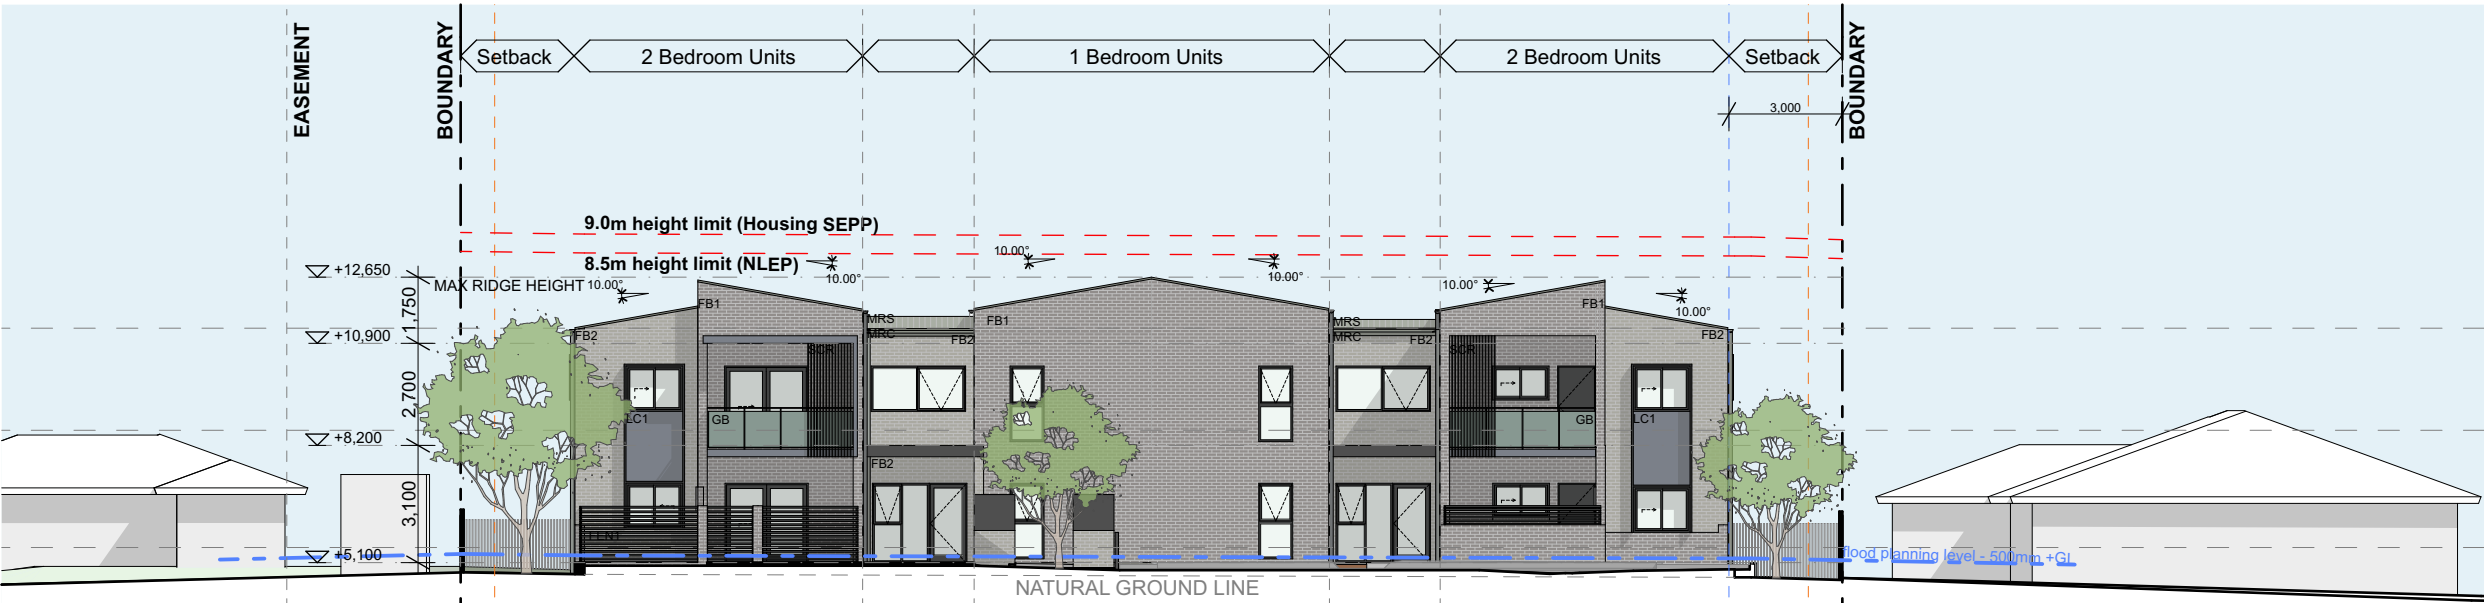 EASEMENT
BOUNDARY
Setback
2 Bedroom Units
1 Bedroom Units
2 Bedroom Units
Setback
BOUNDARY
3,000
9.0m height limit (Housing SEPP)
8.5m height limit (NLEP)
10.00°
10.00°
10.00°
10.00°
10.00°
10.00°
+12,650
MAX RIDGE HEIGHT
1,750
+10,900
2,700
+8,200
3,100
+5,100
FB2
FB1
SCR
LC1
GB
MRS
MRC
FB2
FB2
FB1
MRS
MRC
FB2
SCR
GB
FB1
LC1
FB2
flood planning level - 500mm +GL
NATURAL GROUND LINE